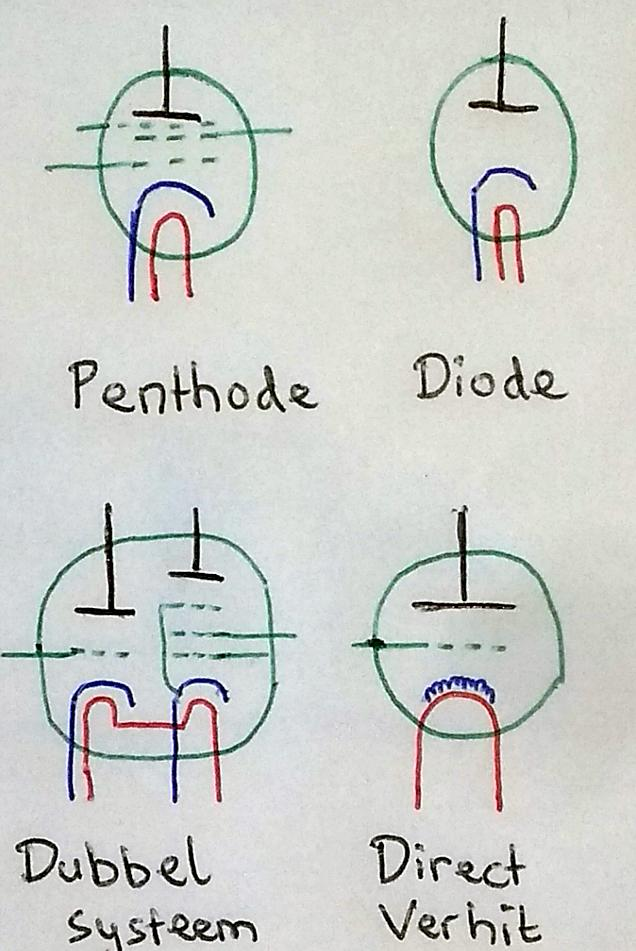 Penthode
Diode
Dubbel
systeem
Direct
Verhit